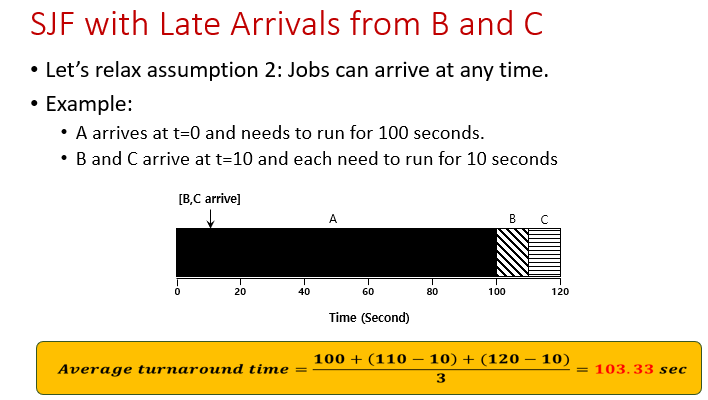 SJF with Late Arrivals from B and C
• Let's relax assumption 2: Jobs can arrive at any time.
• Example:
• A arrives at t=0 and needs to run for 100 seconds.
• B and C arrive at t=10 and each need to run for 10 seconds
[B,C arrive]
A B C
0 20 40 60 80 100 120
Time (Second)
Average turnaround time = (100 + (110 − 10) + (120 − 10)) / 3 = 103.33 sec